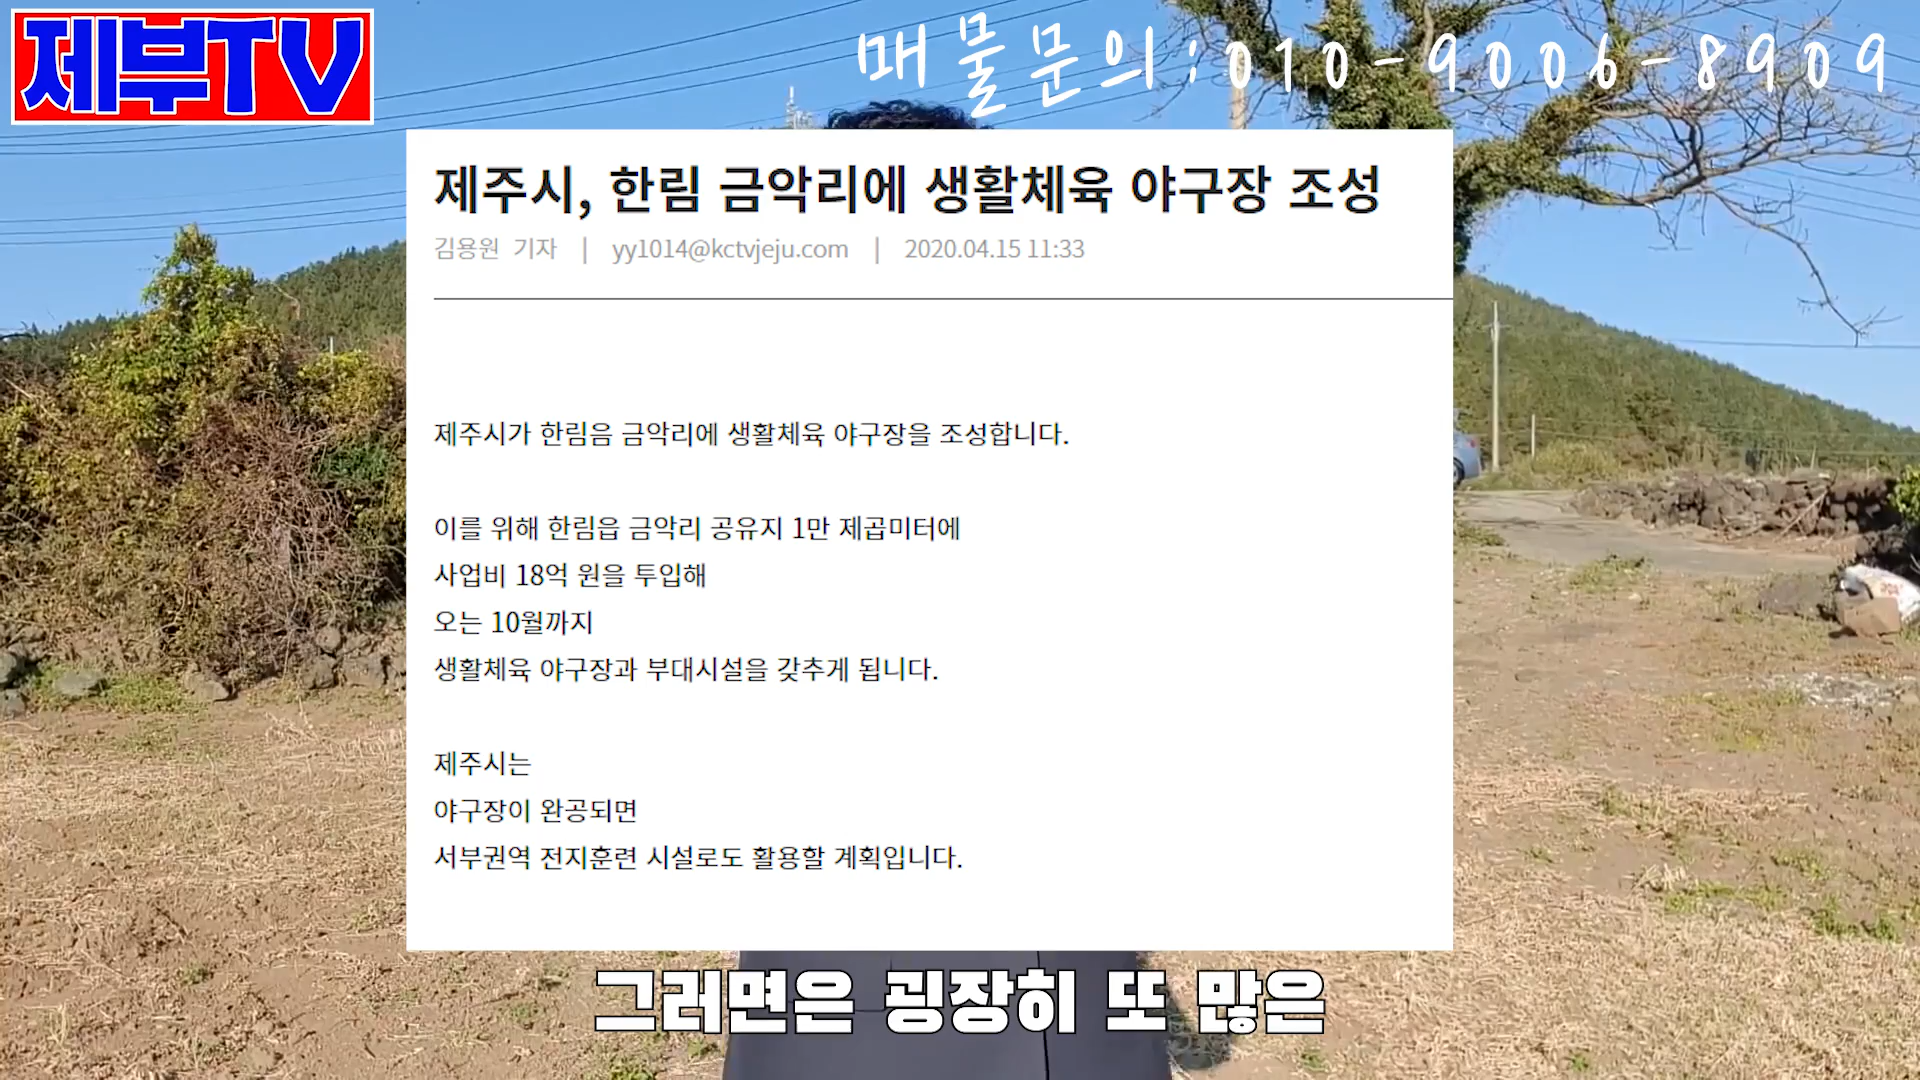 제부TV
매물문의:010-9006-8909
제주시, 한림 금악리에 생활체육 야구장 조성
김용원 기자 | yy1014@kctvjeju.com | 2020.04.15 11:33
제주시가 한림음 금악리에 생활체육 야구장을 조성합니다.
이를 위해 한림읍 금악리 공유지 1만 제곱미터에
사업비 18억 원을 투입해
오는 10월까지
생활체육 야구장과 부대시설을 갖추게 됩니다.
제주시는
야구장이 완공되면
서부권역 전지훈련 시설로도 활용할 계획입니다.
그러면은 굉장히 또 많은